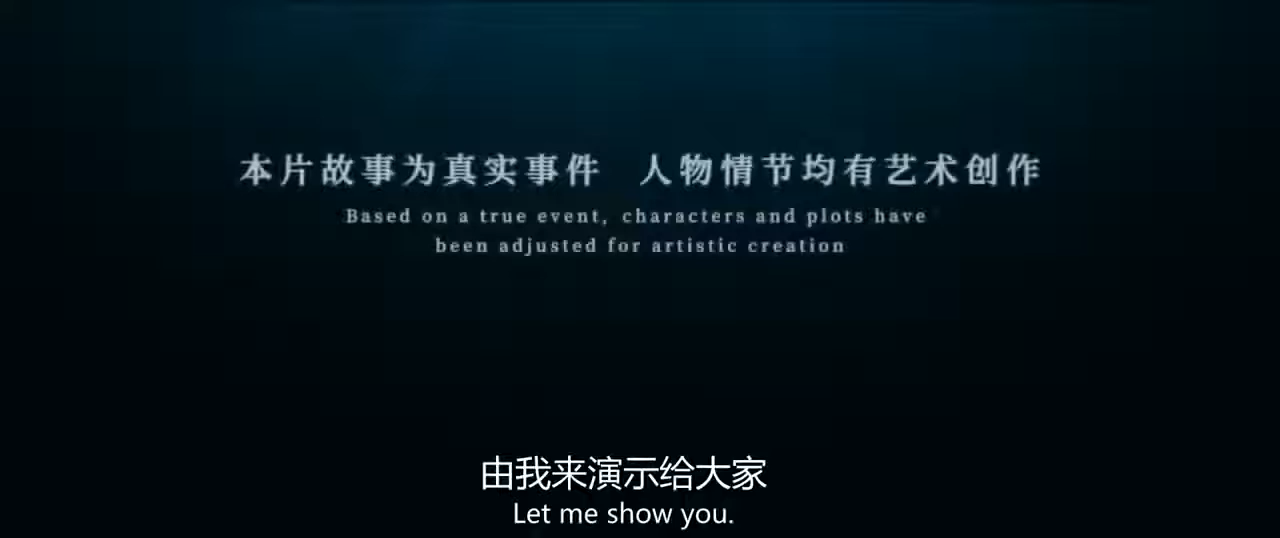 本片故事为真实事件 人物情节均有艺术创作
Based on a true event, characters and plots have
been adjusted for artistic creation
由我来演示给大家
Let me show you.